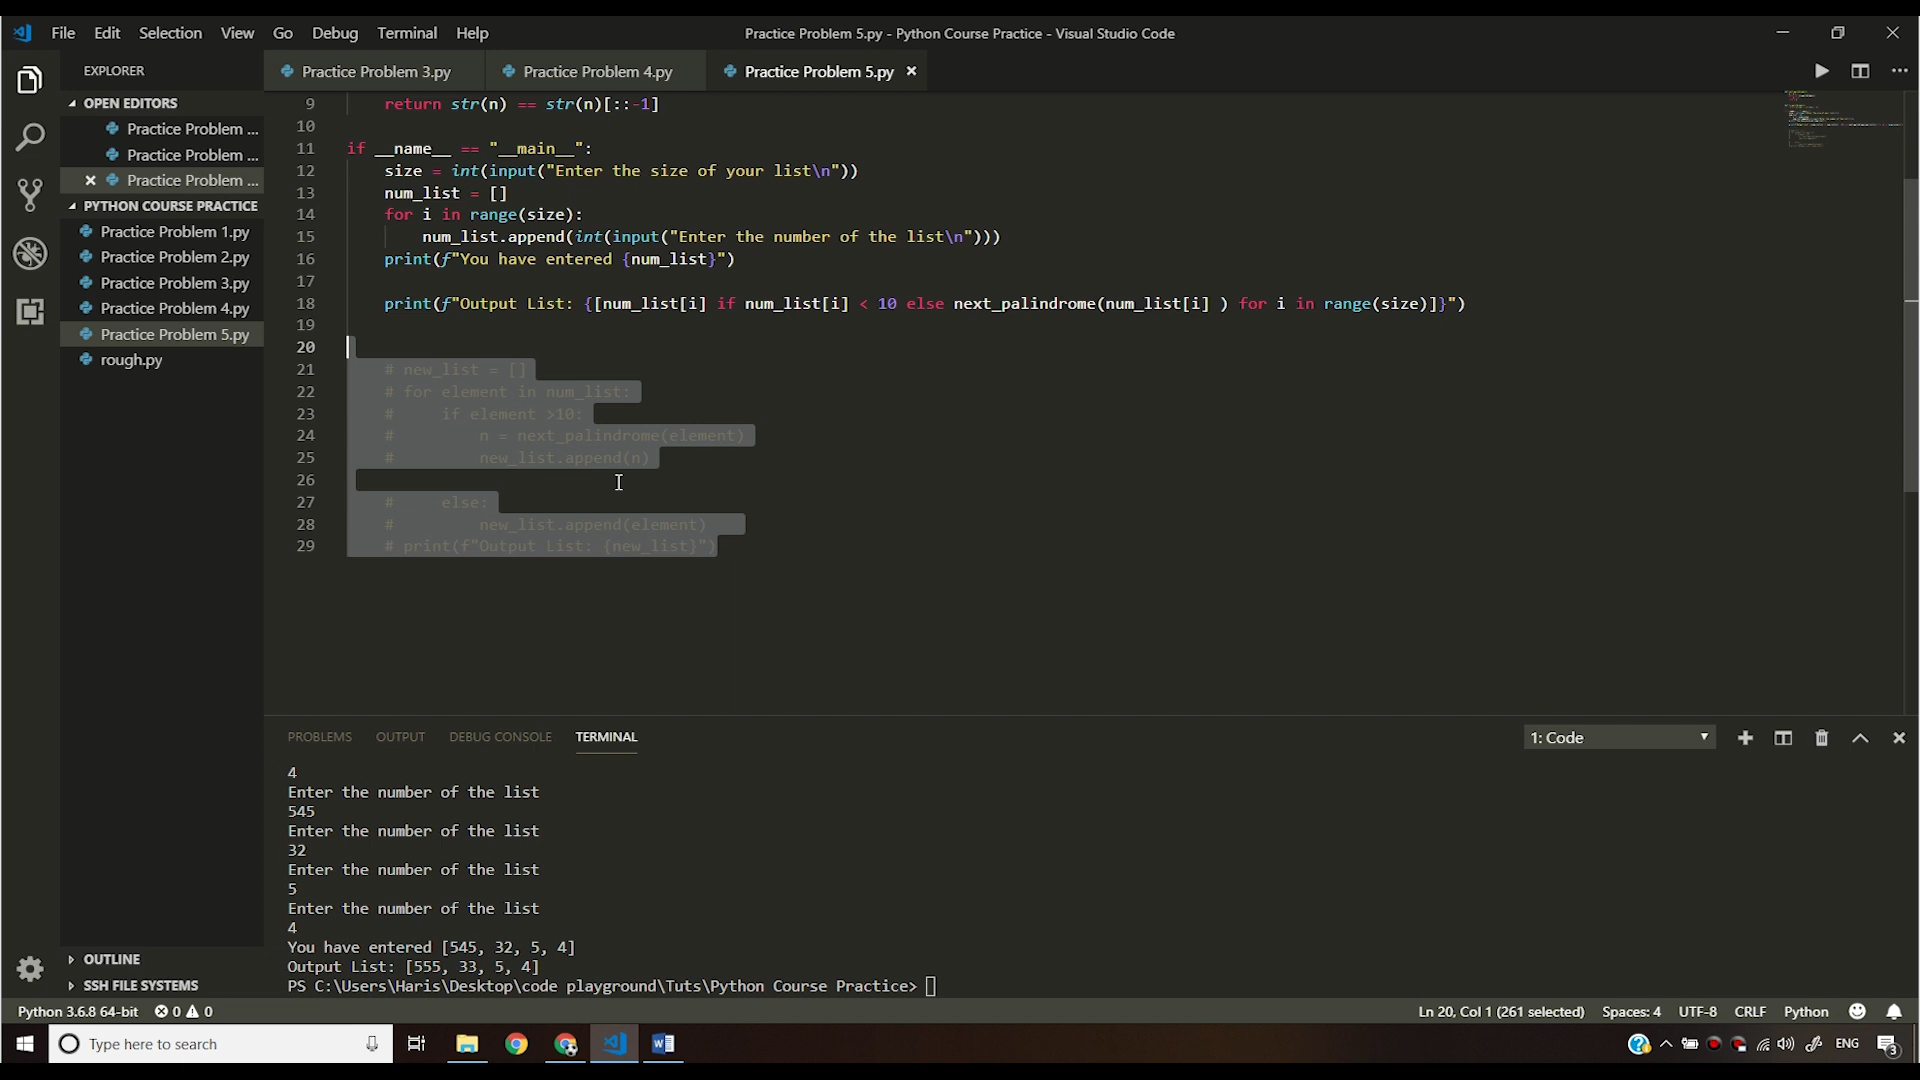 File Edit Selection View Go Debug Terminal Help
Practice Problem 5.py - Python Course Practice - Visual Studio Code
EXPLORER
OPEN EDITORS
Practice Problem ...
Practice Problem ...
Practice Problem ...
PYTHON COURSE PRACTICE
Practice Problem 1.py
Practice Problem 2.py
Practice Problem 3.py
Practice Problem 4.py
Practice Problem 5.py
rough.py
OUTLINE
SSH FILE SYSTEMS
Practice Problem 3.py Practice Problem 4.py Practice Problem 5.py
9 return str(n) == str(n)[::-1]
10
11 if __name__ == "__main__":
12 size = int(input("Enter the size of your list\n"))
13 num_list = []
14 for i in range(size):
15 num_list.append(int(input("Enter the number of the list\n")))
16 print(f"You have entered {num_list}")
17
18 print(f"Output List: {[num_list[i] if num_list[i] < 10 else next_palindrome(num_list[i] ) for i in range(size)]}")
19
20
21 # new_list = []
22 # for element in num_list:
23 # if element >10:
24 # n = next_palindrome(element)
25 # new_list.append(n)
26
27 # else:
28 # new_list.append(element)
29 # print(f"Output List: {new_list}")
PROBLEMS OUTPUT DEBUG CONSOLE TERMINAL
1: Code
4
Enter the number of the list
545
Enter the number of the list
32
Enter the number of the list
5
Enter the number of the list
4
You have entered [545, 32, 5, 4]
Output List: [555, 33, 5, 4]
PS C:\Users\Haris\Desktop\code playground\Tuts\Python Course Practice>
Python 3.6.8 64-bit 0 0
Ln 20, Col 1 (261 selected) Spaces: 4 UTF-8 CRLF Python
Type here to search
ENG
3